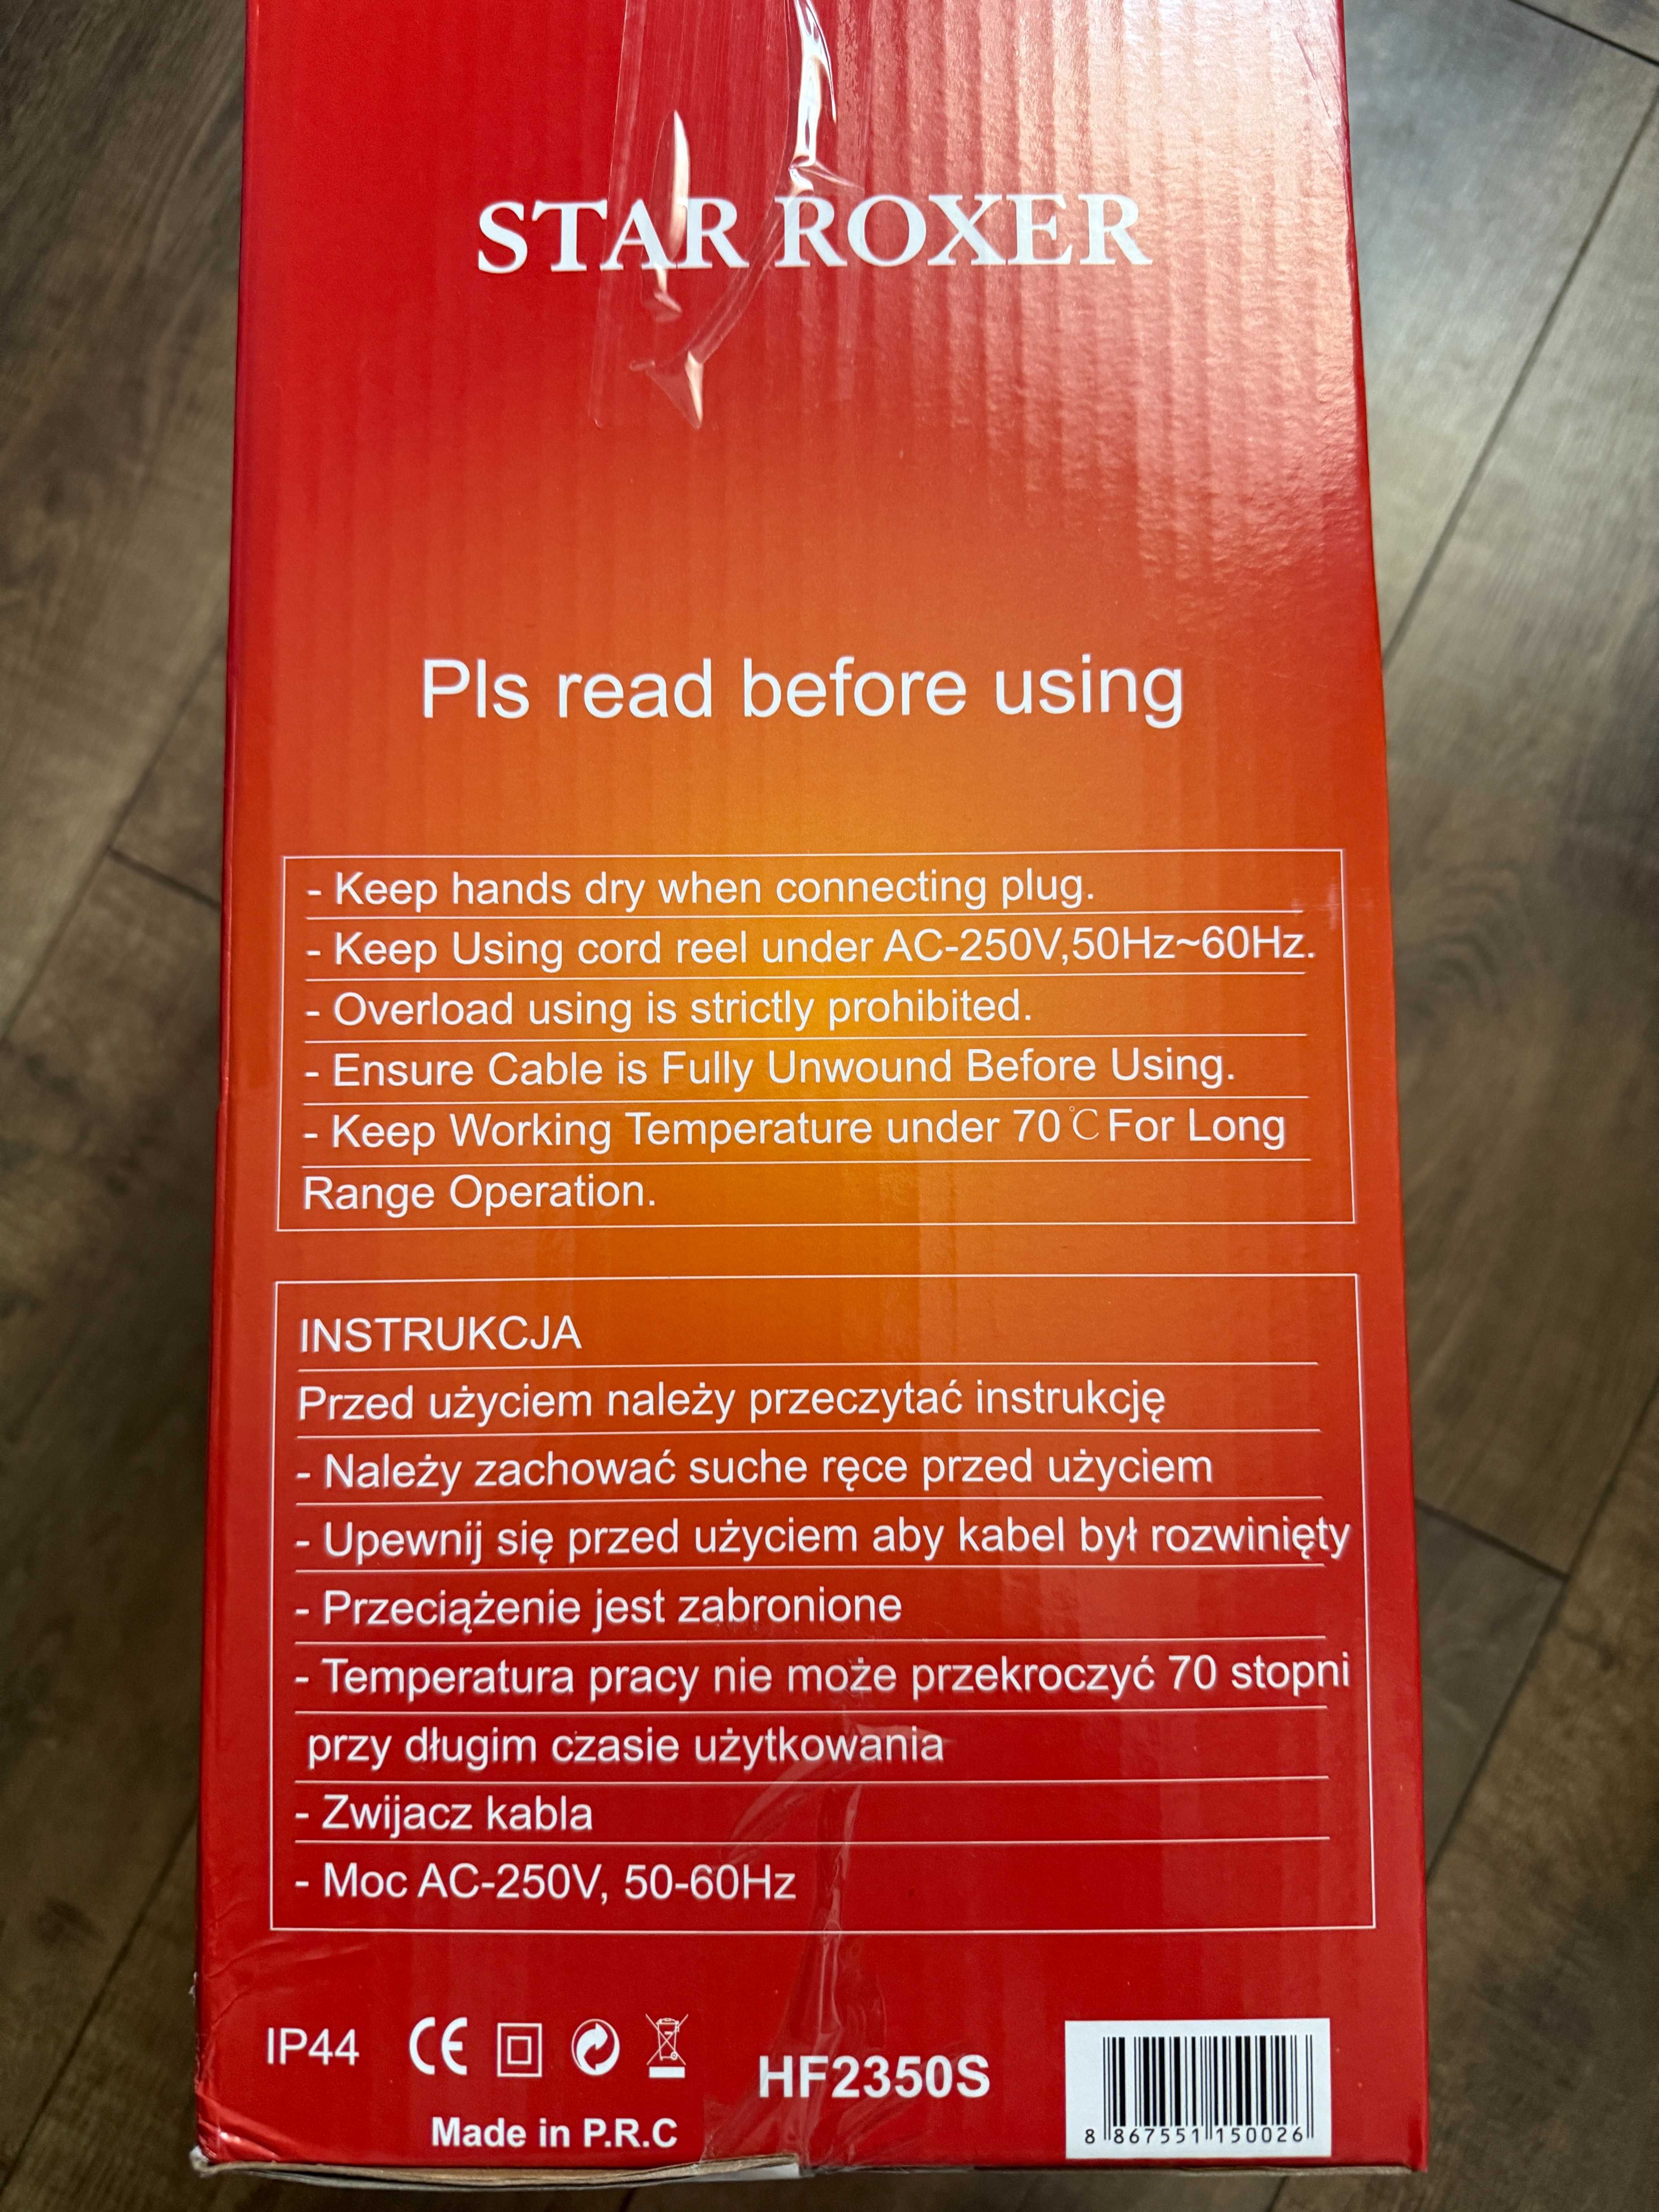 STAR ROXER
Pls read before using
- Keep hands dry when connecting plug.
- Keep Using cord reel under AC-250V,50Hz~60Hz.
- Overload using is strictly prohibited.
- Ensure Cable is Fully Unwound Before Using.
- Keep Working Temperature under 70℃ For Long
Range Operation.
INSTRUKCJA
Przed użyciem należy przeczytać instrukcję
- Należy zachować suche ręce przed użyciem
- Upewnij się przed użyciem aby kabel był rozwinięty
- Przeciążenie jest zabronione
- Temperatura pracy nie może przekroczyć 70 stopni
przy długim czasie użytkowania
- Zwijacz kabla
- Moc AC-250V, 50-60Hz
IP44 CE
HF2350S
Made in P.R.C
8 867551 150026